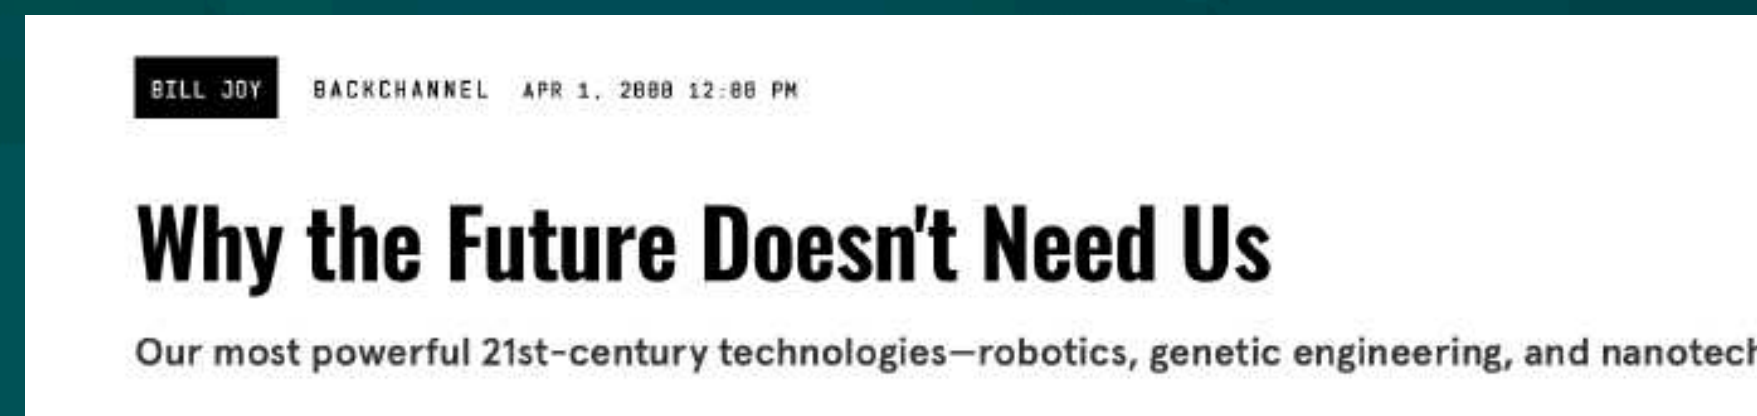 BILL JOY BACKCHANNEL APR 1, 2000 12:00 PM
Why the Future Doesn't Need Us
Our most powerful 21st-century technologies—robotics, genetic engineering, and nanotech